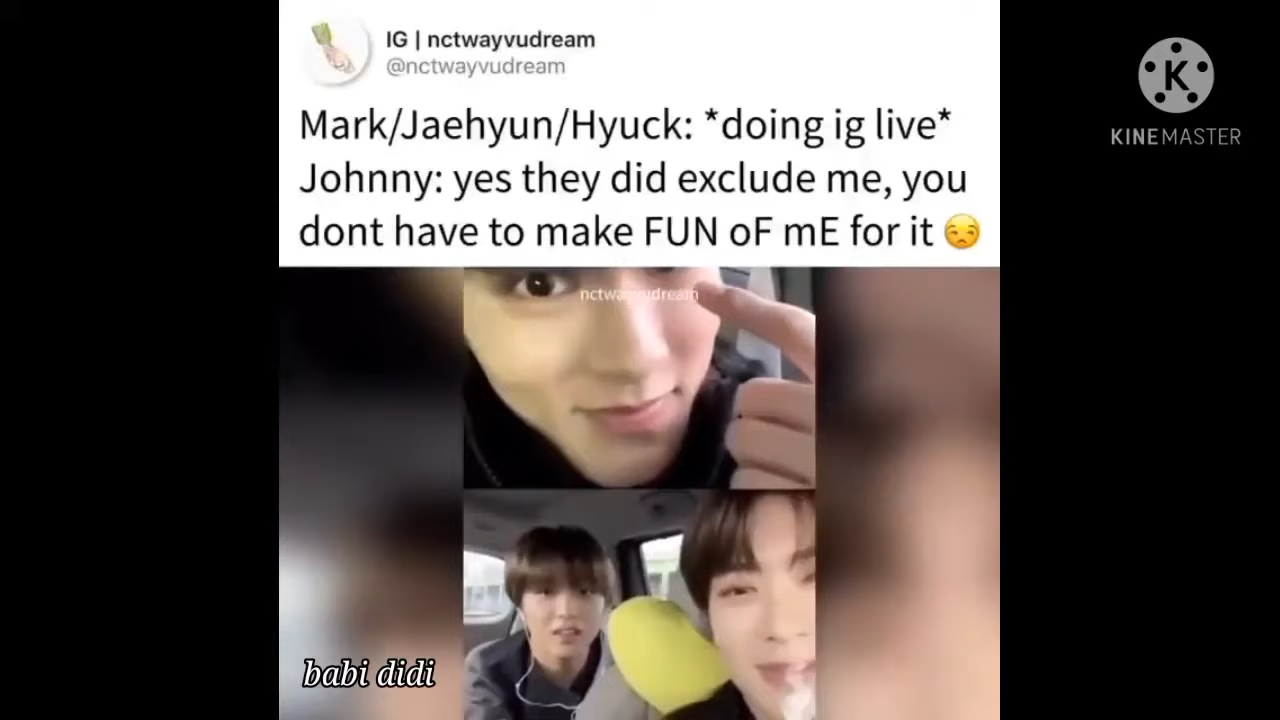 IG | nctwayvudream
@nctwayvudream
KINEMASTER
Mark/Jaehyun/Hyuck: *doing ig live*
Johnny: yes they did exclude me, you
dont have to make FUN oF mE for it 😒
nctwayvudream
babi didi